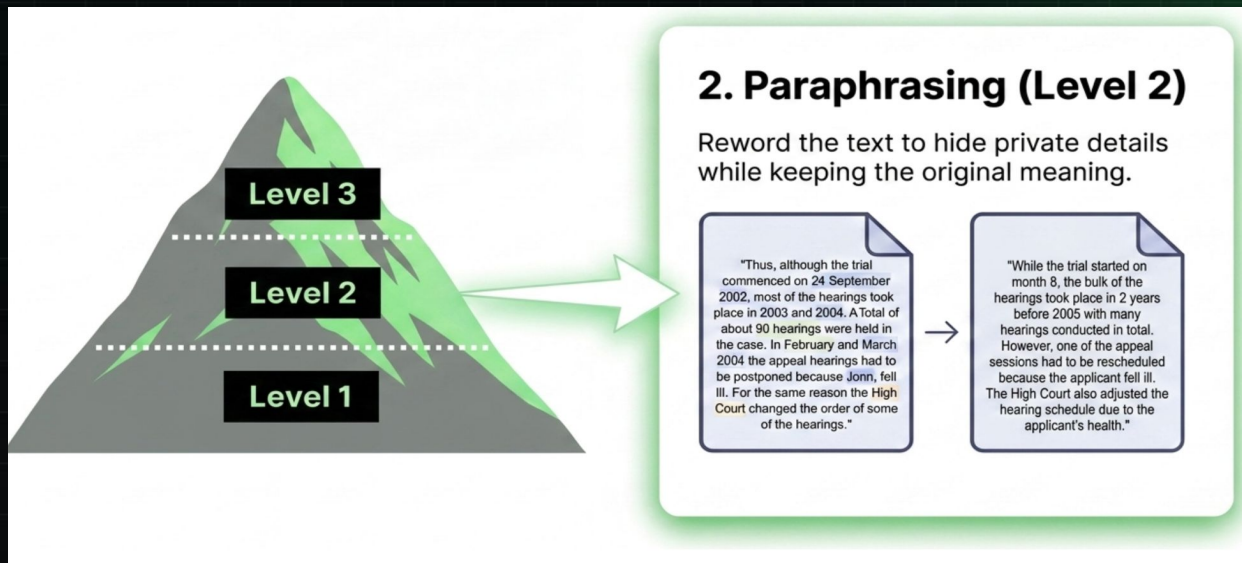 Level 3
Level 2
Level 1
2. Paraphrasing (Level 2)
Reword the text to hide private details
while keeping the original meaning.
"Thus, although the trial
commenced on 24 September
2002, most of the hearings took
place in 2003 and 2004. A Total of
about 90 hearings were held in
the case. In February and March
2004 the appeal hearings had to
be postponed because Jonn, fell
Ill. For the same reason the High
Court changed the order of some
of the hearings."
"While the trial started on
month 8, the bulk of the
hearings took place in 2 years
before 2005 with many
hearings conducted in total.
However, one of the appeal
sessions had to be rescheduled
because the applicant fell ill.
The High Court also adjusted the
hearing schedule due to the
applicant's health."